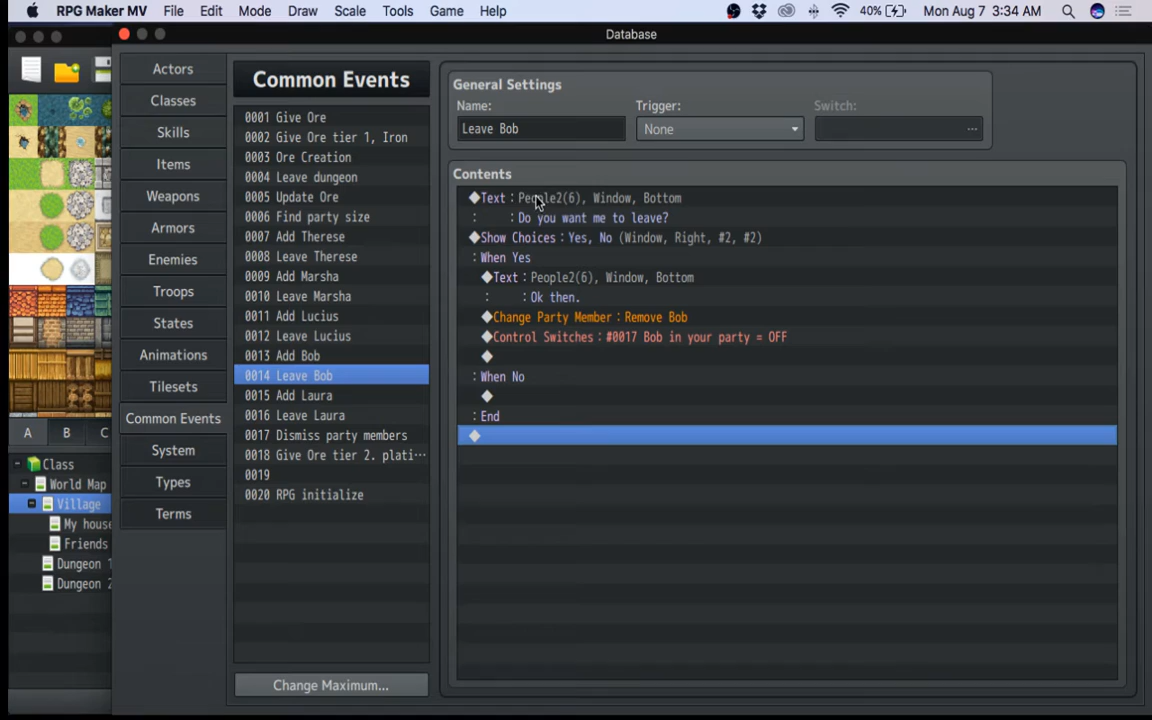 RPG Maker MV File Edit Mode Draw Scale Tools Game Help 40% Mon Aug 7 3:34 AM
Database
Actors
Classes
Skills
Items
Weapons
Armors
Enemies
Troops
States
Animations
Tilesets
Common Events
System
Types
Terms
A B C
Class
World Map
Village
My house
Friends
Dungeon 1
Dungeon 2
Common Events
0001 Give Ore
0002 Give Ore tier 1, Iron
0003 Ore Creation
0004 Leave dungeon
0005 Update Ore
0006 Find party size
0007 Add Therese
0008 Leave Therese
0009 Add Marsha
0010 Leave Marsha
0011 Add Lucius
0012 Leave Lucius
0013 Add Bob
0014 Leave Bob
0015 Add Laura
0016 Leave Laura
0017 Dismiss party members
0018 Give Ore tier 2. plati…
0019
0020 RPG initialize
Change Maximum...
General Settings
Name: Trigger: Switch:
Leave Bob None ...
Contents
◆Text：People2(6), Window, Bottom
:     ：Do you want me to leave?
◆Show Choices：Yes, No (Window, Right, #2, #2)
: When Yes
◆Text：People2(6), Window, Bottom
:     ：Ok then.
◆Change Party Member：Remove Bob
◆Control Switches：#0017 Bob in your party = OFF
◆
: When No
◆
: End
◆